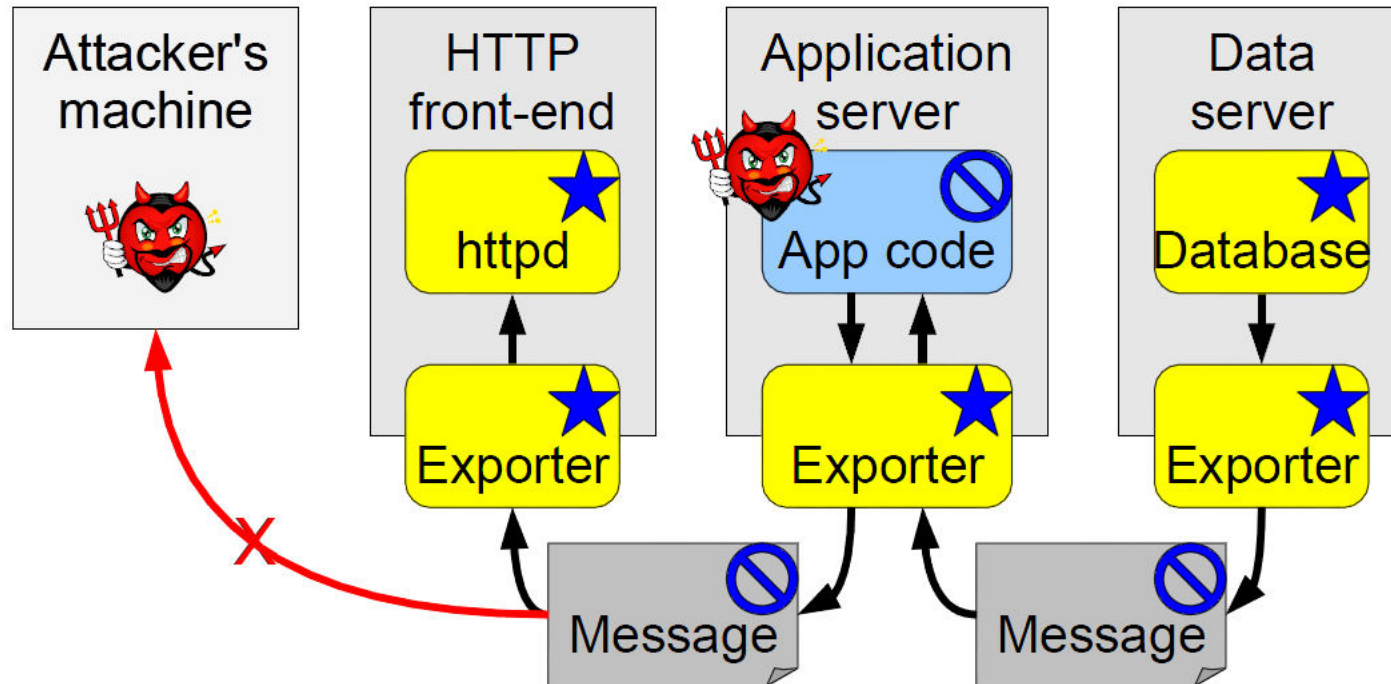 Attacker's
machine
HTTP
front-end
Application
server
Data
server
httpd
App code
Database
Exporter
Exporter
Exporter
X
Message
Message